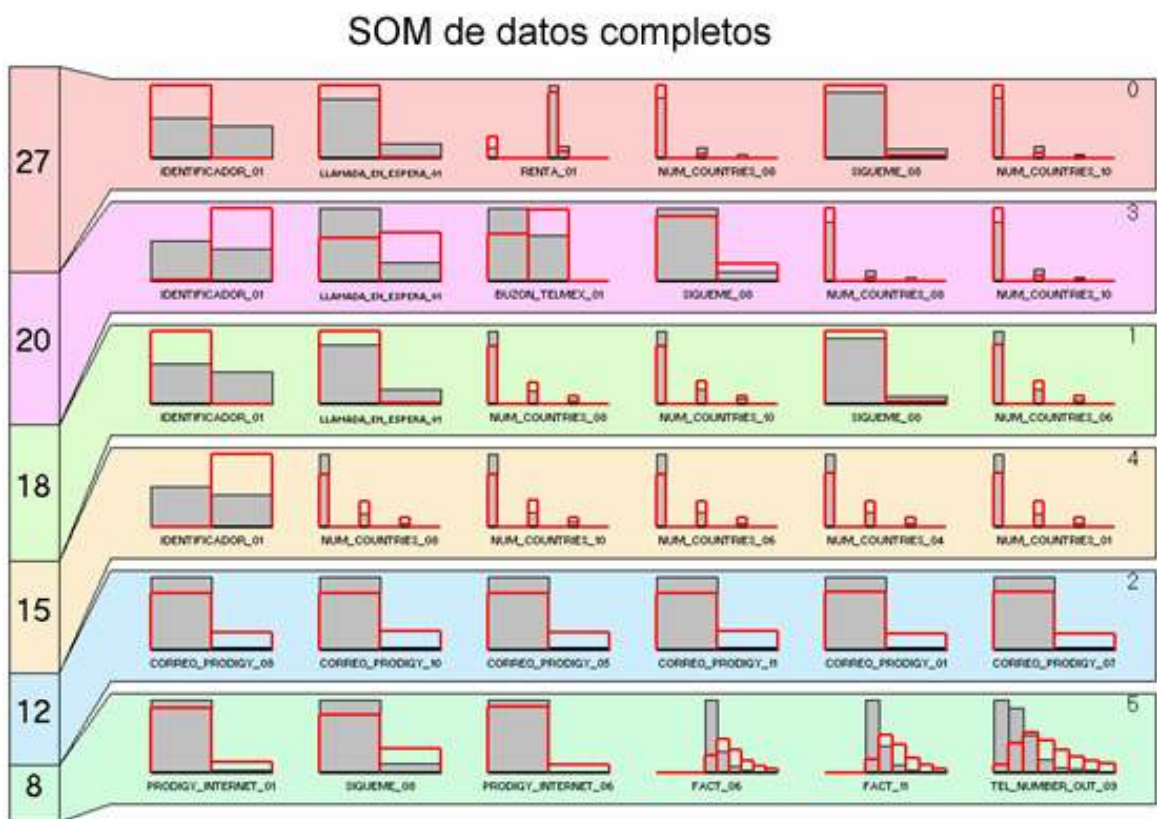 SOM de datos completos
27
0
IDENTIFICADOR_01 LLAMADA_EN_ESPERA_01 RENTA_01 NUM_COUNTRIES_08 SIGUEME_08 NUM_COUNTRIES_10
20
3
IDENTIFICADOR_01 LLAMADA_EN_ESPERA_01 BUZON_TELMEX_01 SIGUEME_08 NUM_COUNTRIES_08 NUM_COUNTRIES_10
18
1
IDENTIFICADOR_01 LLAMADA_EN_ESPERA_01 NUM_COUNTRIES_08 NUM_COUNTRIES_10 SIGUEME_08 NUM_COUNTRIES_06
15
4
IDENTIFICADOR_01 NUM_COUNTRIES_08 NUM_COUNTRIES_10 NUM_COUNTRIES_06 NUM_COUNTRIES_04 NUM_COUNTRIES_01
12
2
CORREO_PRODIGY_10 CORREO_PRODIGY_05 CORREO_PRODIGY_11 CORREO_PRODIGY_01 CORREO_PRODIGY_07
8
5
PRODIGY_INTERNET_01 SIGUEME_08 PRODIGY_INTERNET_06 FACT_06 FACT_11 TEL_NUMBER_OUT_03